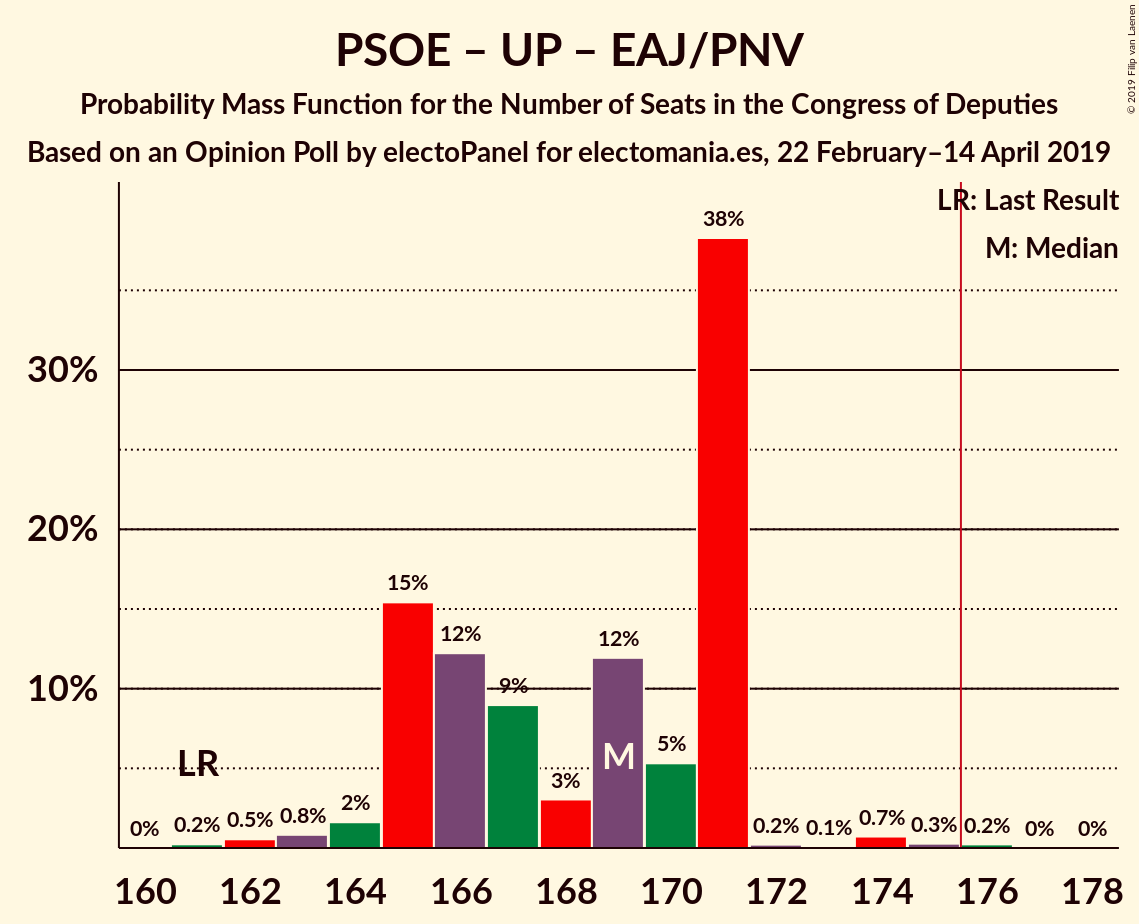 © 2019 Filip van Laenen
PSOE – UP – EAJ/PNV
Probability Mass Function for the Number of Seats in the Congress of Deputies
Based on an Opinion Poll by electoPanel for electomania.es, 22 February–14 April 2019
LR: Last Result
M: Median
38%
30%
20%
15%
12%
12%
10%
9%
LR
M
5%
3%
2%
0%
0.2%
0.5%
0.8%
0.2%
0.1%
0.7%
0.3%
0.2%
0%
0%
160 162 164 166 168 170 172 174 176 178